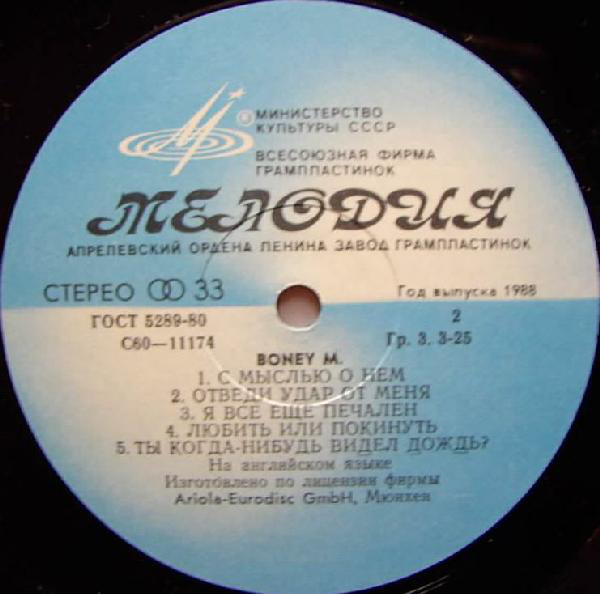 ®
МИНИСТЕРСТВО
КУЛЬТУРЫ СССР
ВСЕСОЮЗНАЯ ФИРМА
ГРАМПЛАСТИНОК
МЕЛОДИЯ
АПРЕЛЕВСКИЙ ОРДЕНА ЛЕНИНА ЗАВОД ГРАМПЛАСТИНОК
СТЕРЕО 33
Год выпуска 1988
ГОСТ 5289-80
2
С60—11174
Гр. 3. 3-25
BONEY M.
1. С МЫСЛЬЮ О НЕМ
2. ОТВЕДИ УДАР ОТ МЕНЯ
3. Я ВСЕ ЕЩЕ ПЕЧАЛЕН
4. ЛЮБИТЬ ИЛИ ПОКИНУТЬ
5. ТЫ КОГДА-НИБУДЬ ВИДЕЛ ДОЖДЬ?
На английском языке
Изготовлено по лицензии фирмы
Ariola-Eurodisc GmbH, Мюнхен